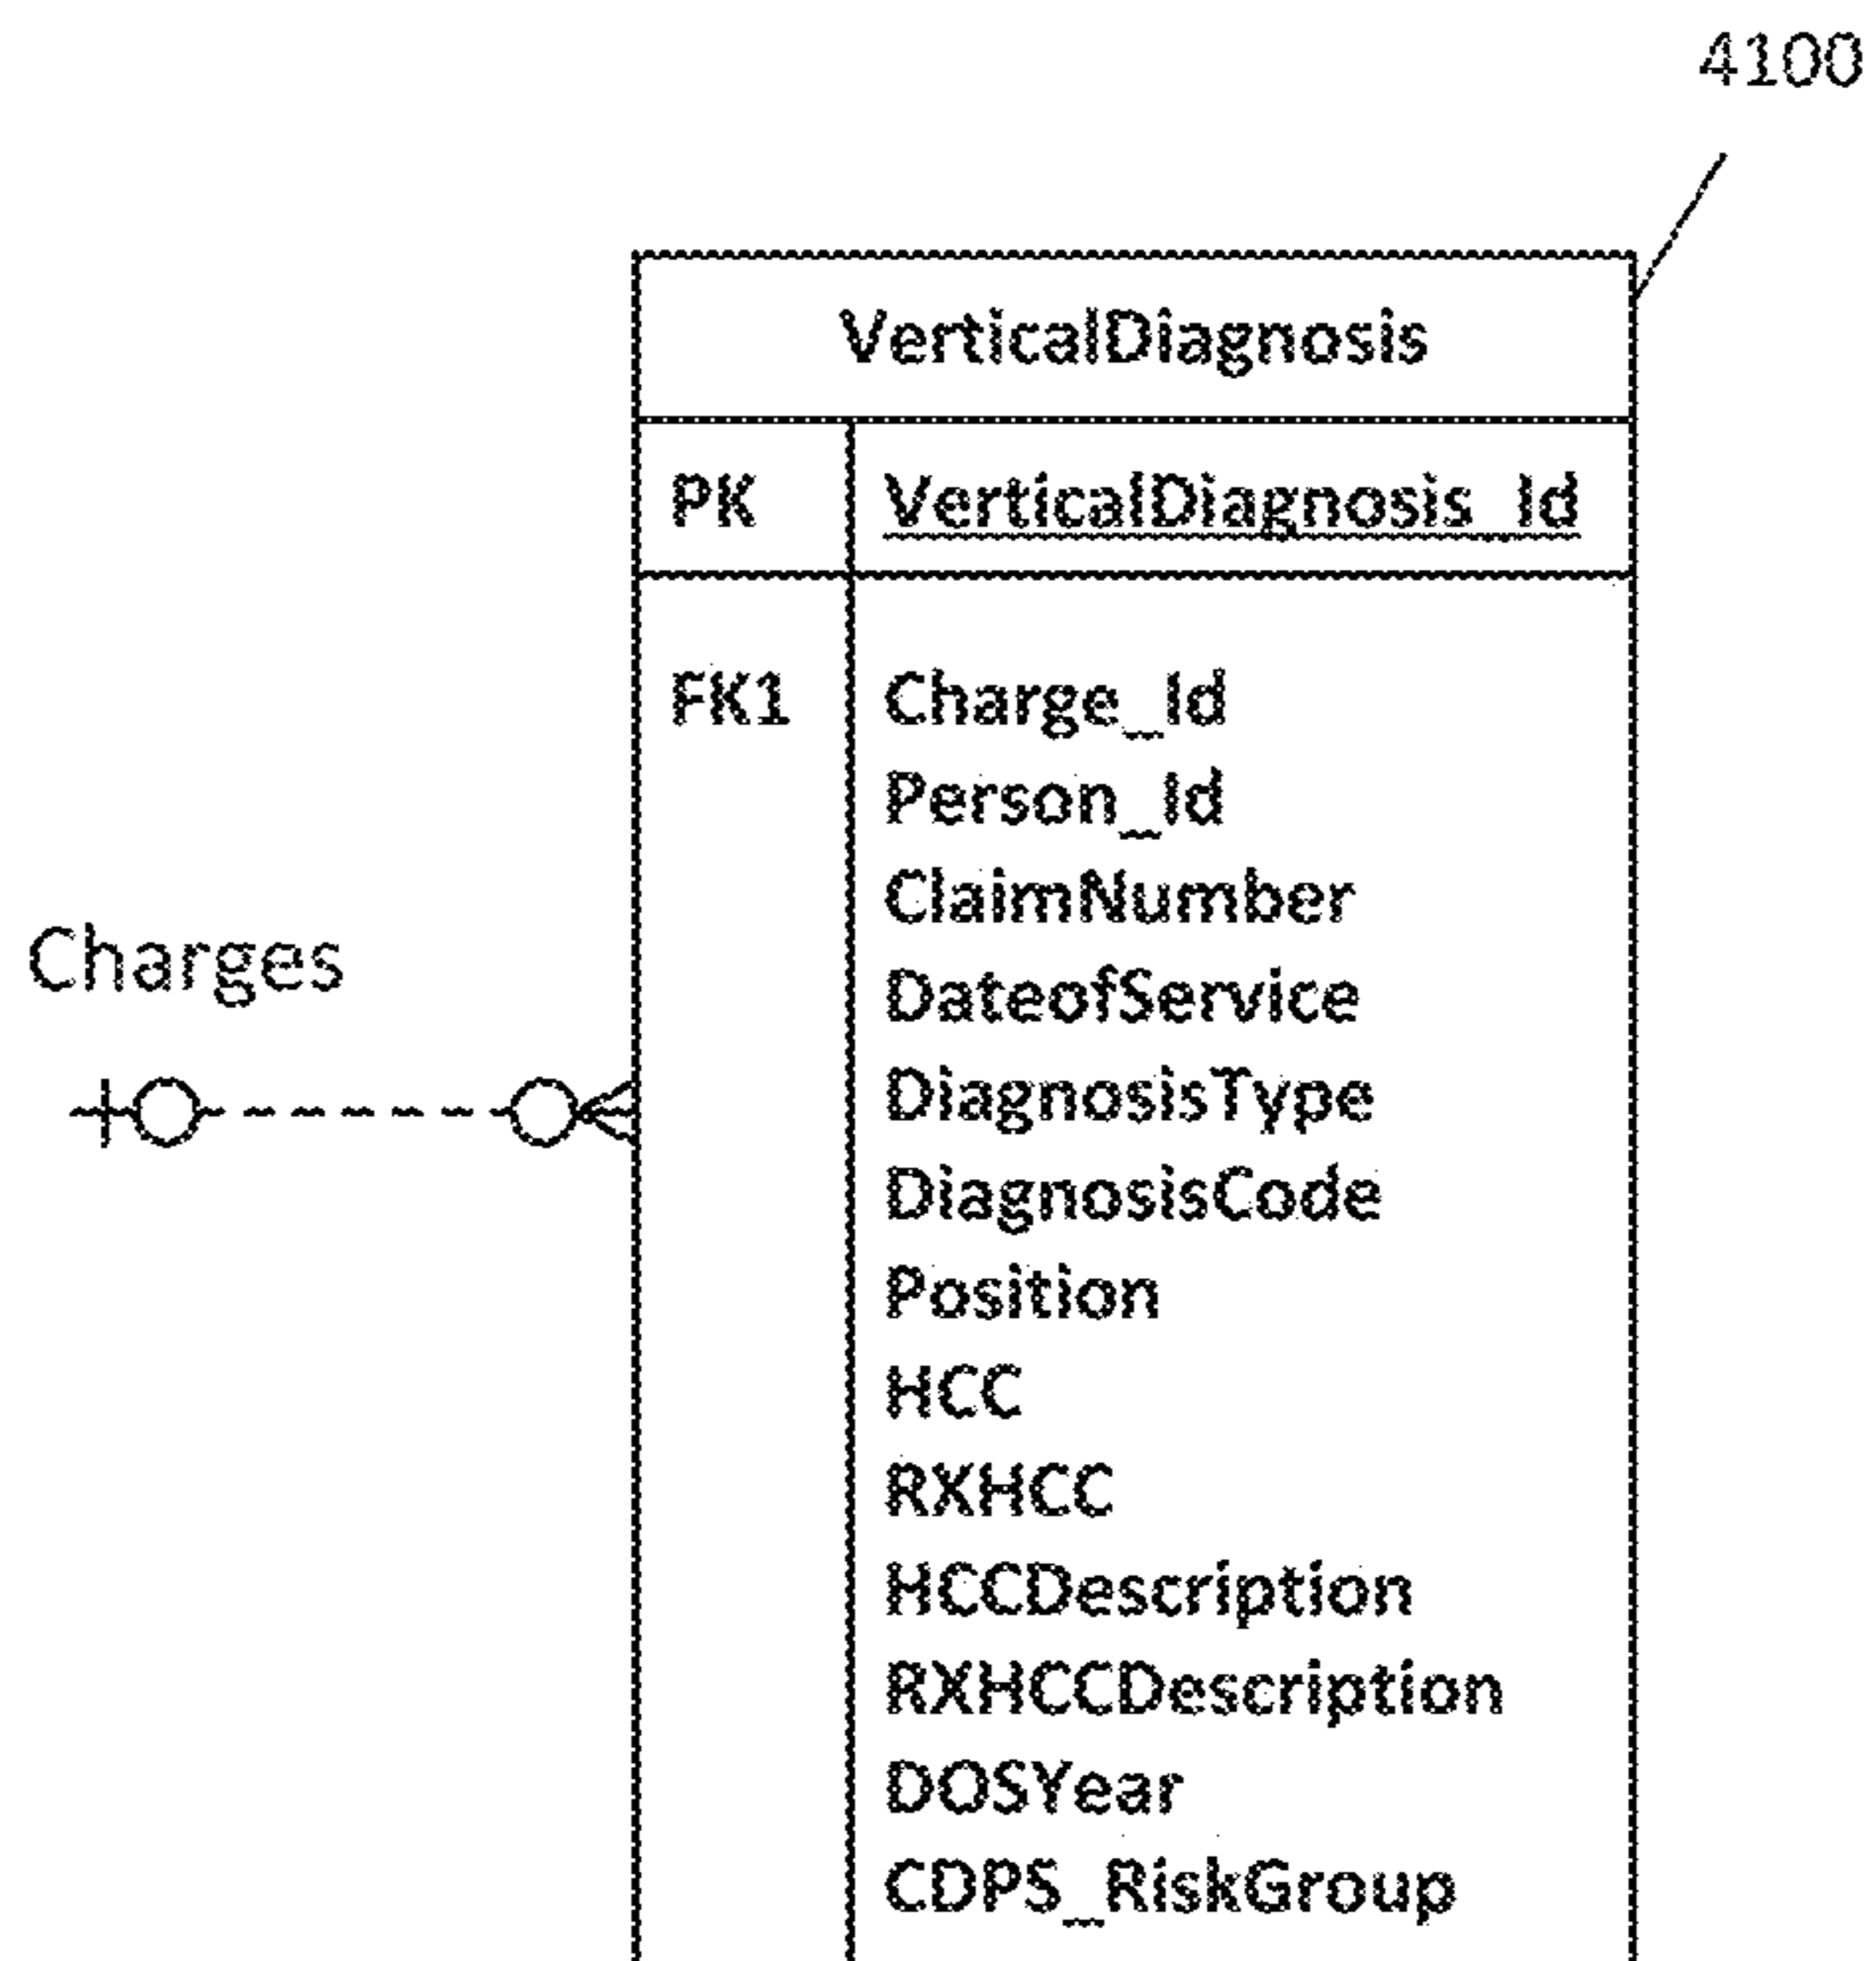 4100
VerticalDiagnosis
PK VerticalDiagnosis_Id
FK1 Charge_Id
Person_Id
ClaimNumber
Charges
DateofService
DiagnosisType
DiagnosisCode
Position
HCC
RXHCC
HCCDescription
RXHCCDescription
DOSYear
CDPS_RiskGroup